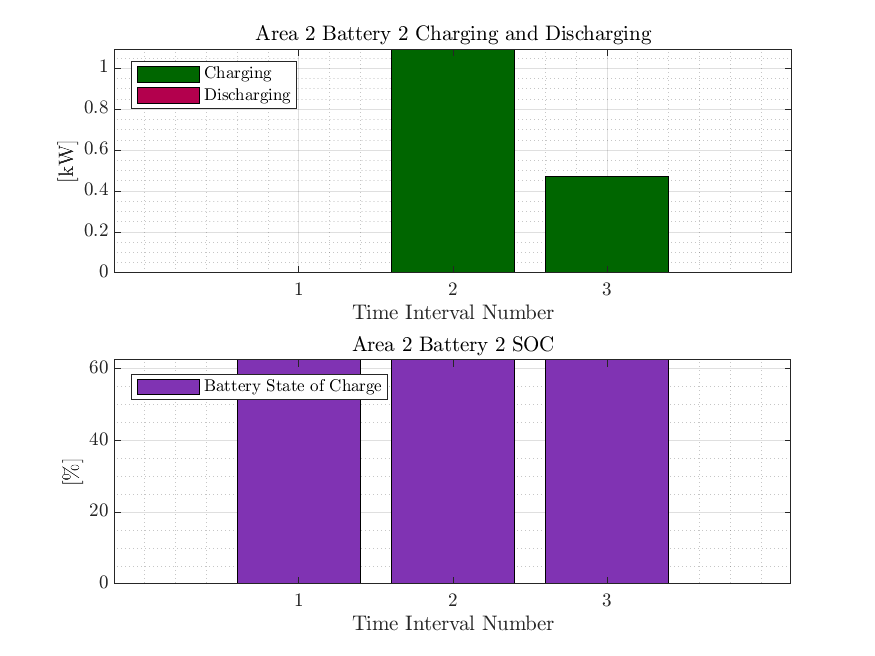 Area 2 Battery 2 Charging and Discharging
1
0.8
0.6
0.4
0.2
0
[kW]
Charging
Discharging
1 2 3
Time Interval Number
Area 2 Battery 2 SOC
60
40
20
0
[%]
Battery State of Charge
1 2 3
Time Interval Number